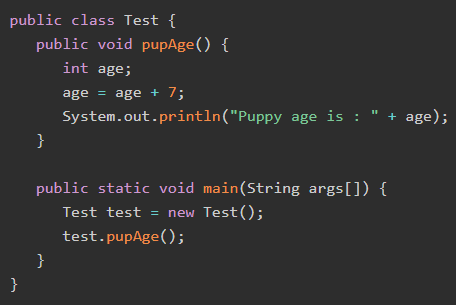 public class Test {
   public void pupAge() {
      int age;
      age = age + 7;
      System.out.println("Puppy age is : " + age);
   }

   public static void main(String args[]) {
      Test test = new Test();
      test.pupAge();
   }
}